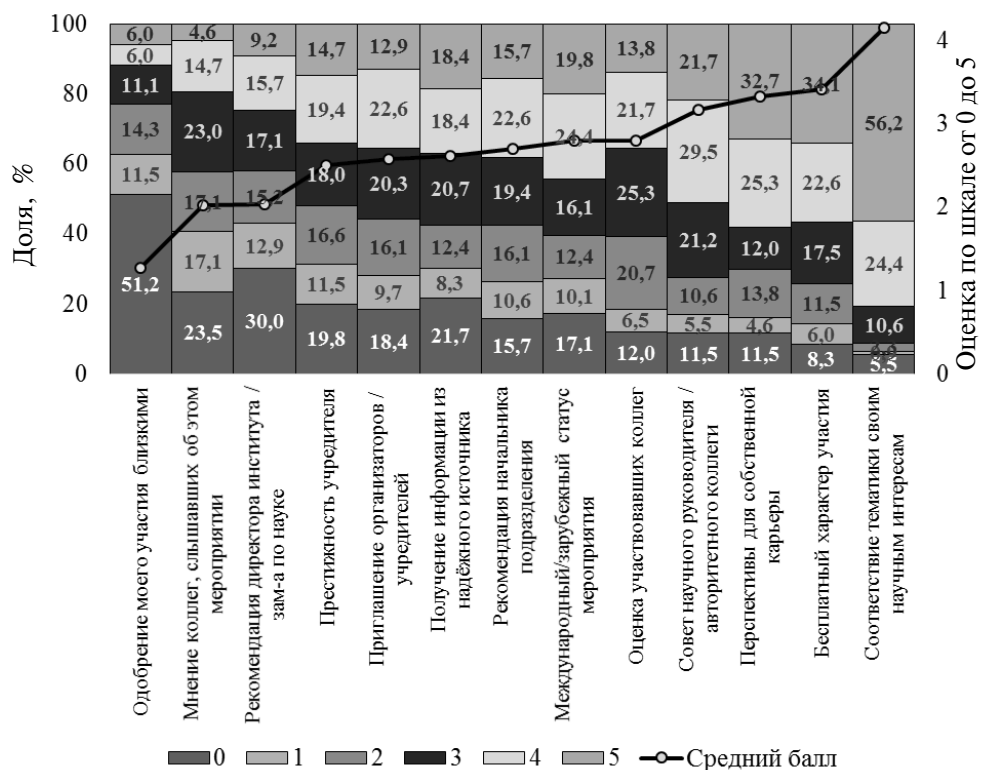 100
80
60
40
20
0
Доля, %
4
3
2
1
0
Оценка по шкале от 0 до 5
6,0 4,6 9,2 14,7 12,9 18,4 15,7 19,8 13,8 21,7 32,7 34,1 56,2
6,0 14,7 15,7 19,4 22,6 18,4 22,6 24,4 21,7 29,5 25,3 22,6 24,4
11,1 23,0 17,1 18,0 20,3 20,7 19,4 16,1 25,3 21,2 12,0 17,5 10,6
14,3 17,1 15,2 16,6 16,1 12,4 16,1 12,4 20,7 10,6 13,8 11,5
11,5 17,1 12,9 11,5 9,7 8,3 10,6 10,1 6,5 5,5 4,6 6,0
51,2 23,5 30,0 19,8 18,4 21,7 15,7 17,1 12,0 11,5 11,5 8,3 5,5
Одобрение моего участия близкими
Мнение коллег, слышавших об этом
мероприятии
Рекомендация директора института /
зам-а по науке
Престижность учредителя
Приглашение организаторов /
учредителей
Получение информации из
надёжного источника
Рекомендация начальника
подразделения
Международный/зарубежный статус
мероприятия
Оценка участвовавших коллег
Совет научного руководителя /
авторитетного коллеги
Перспективы для собственной
карьеры
Бесплатный характер участия
Соответствие тематики своим
научным интересам
0 1 2 3 4 5 Средний балл